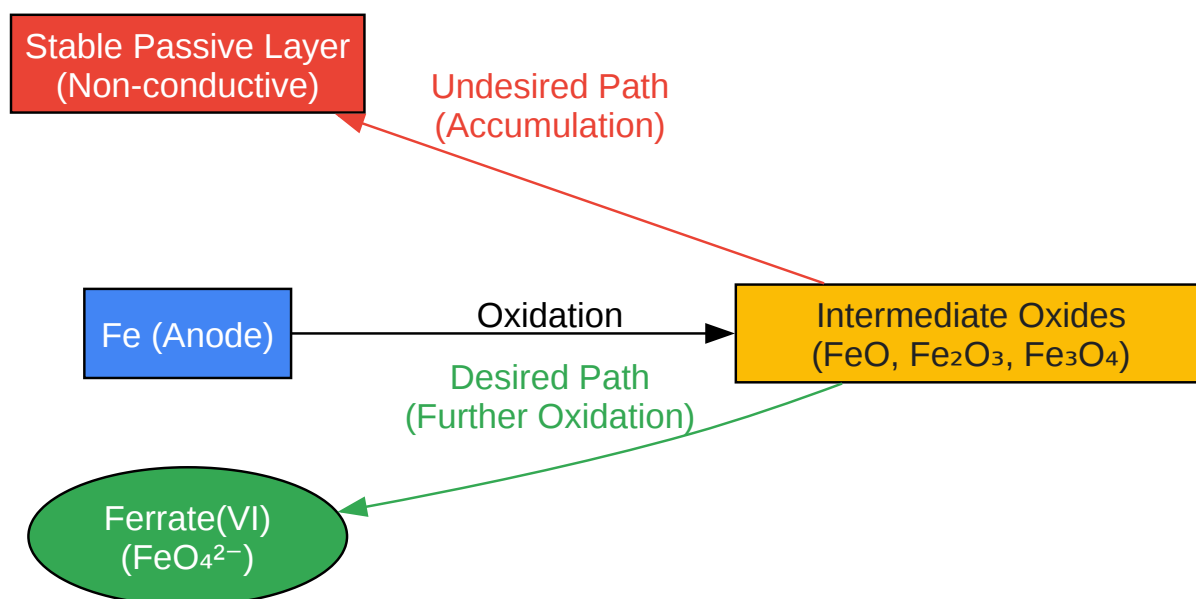 Stable Passive Layer
(Non-conductive)
Undesired Path
(Accumulation)
Fe (Anode)
Oxidation
Intermediate Oxides
(FeO, Fe₂O₃, Fe₃O₄)
Desired Path
(Further Oxidation)
Ferrate(VI)
(FeO₄²⁻)